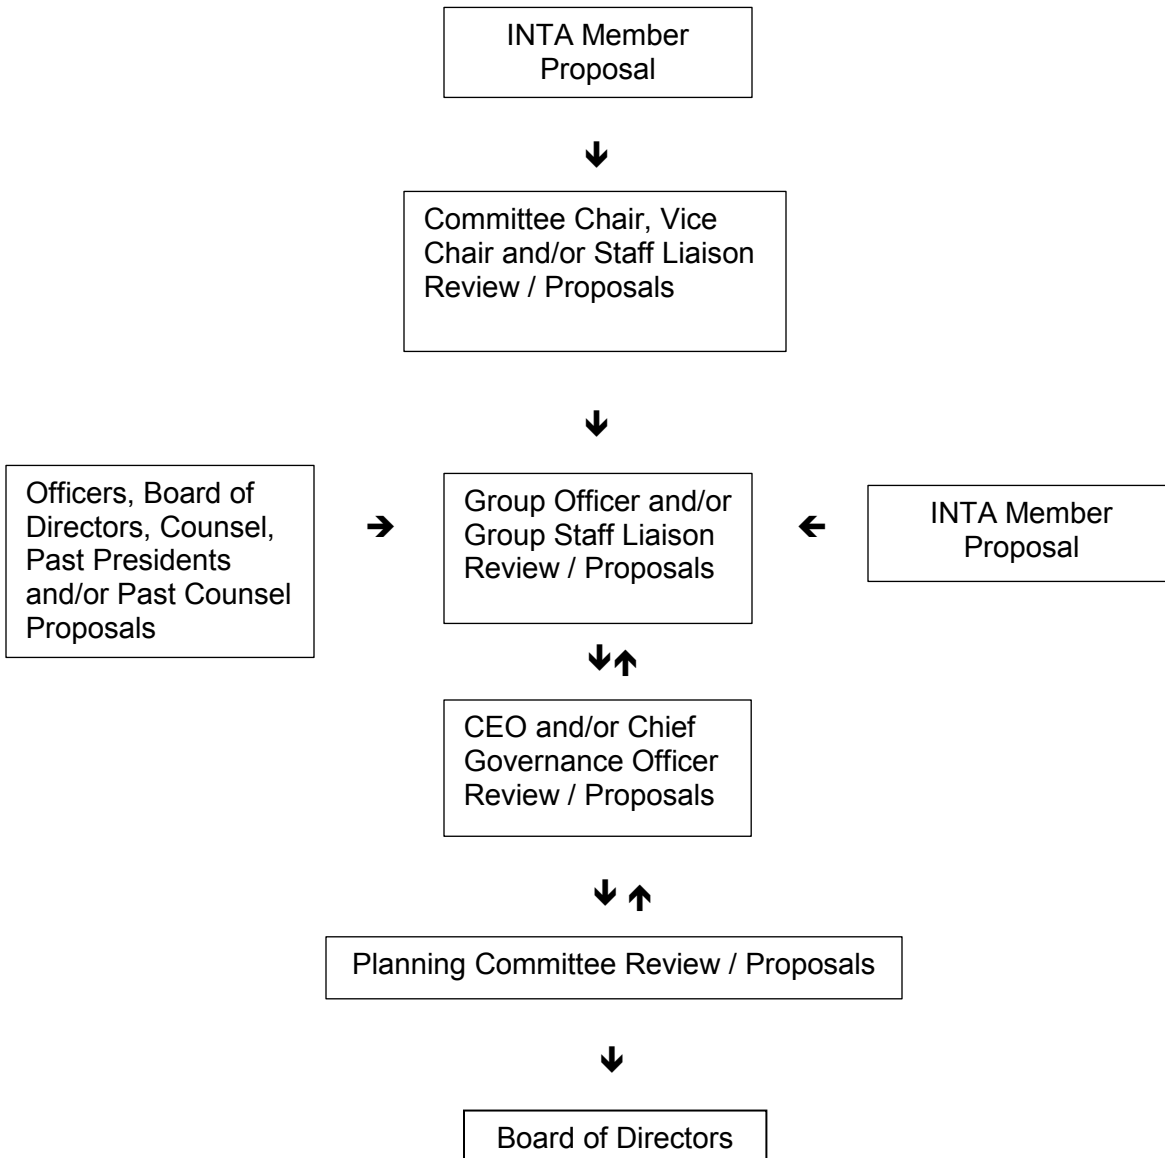 INTA Member
Proposal
Committee Chair, Vice
Chair and/or Staff Liaison
Review / Proposals
Officers, Board of
Directors, Counsel,
Past Presidents
and/or Past Counsel
Proposals
Group Officer and/or
Group Staff Liaison
Review / Proposals
INTA Member
Proposal
CEO and/or Chief
Governance Officer
Review / Proposals
Planning Committee Review / Proposals
Board of Directors